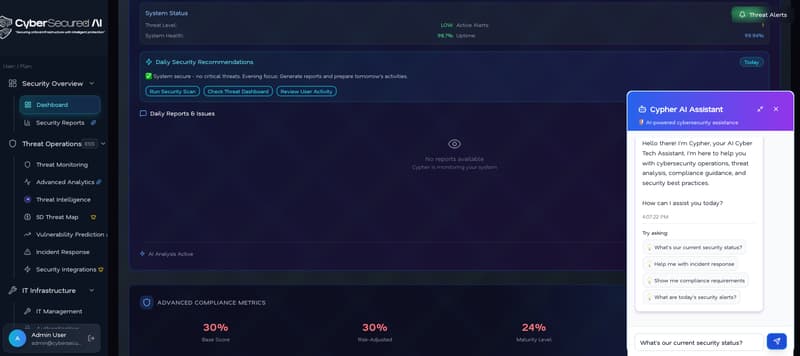 CyberSecured AI
"Securing critical infrastructure with intelligent protection"
User / Plan:
Security Overview
Dashboard
Security Reports
Threat Operations
Threat Monitoring
Advanced Analytics
Threat Intelligence
5D Threat Map
Vulnerability Prediction
Incident Response
Security Integrations
IT Infrastructure
IT Management
Admin User
admin@cybersecu...
System Status
Threat Level:
LOW
Active Alerts:
System Health:
98.7%
Uptime:
99.94%
Threat Alerts
Daily Security Recommendations
Today
System secure - no critical threats. Evening focus: Generate reports and prepare tomorrow's activities.
Run Security Scan
Check Threat Dashboard
Review User Activity
Daily Reports & Issues
No reports available
Cypher is monitoring your system
AI Analysis Active
ADVANCED COMPLIANCE METRICS
30%
Base Score
30%
Risk-Adjusted
24%
Maturity Level
Cypher AI Assistant
AI-powered cybersecurity assistance
Hello there! I'm Cypher, your AI Cyber
Tech Assistant. I'm here to help you
with cybersecurity operations, threat
analysis, compliance guidance, and
security best practices.
How can I assist you today?
4:07:22 PM
Try asking:
What's our current security status?
Help me with incident response
Show me compliance requirements
What are today's security alerts?
What's our current security status?